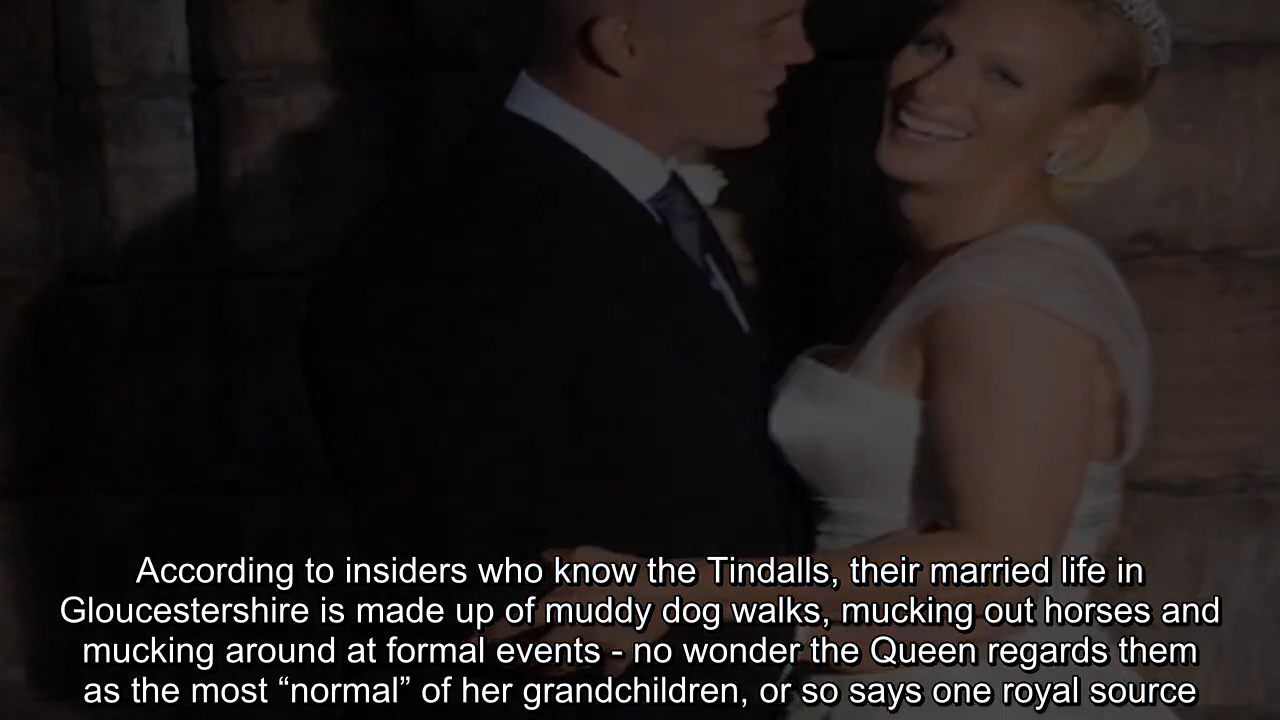 According to insiders who know the Tindalls, their married life in
Gloucestershire is made up of muddy dog walks, mucking out horses and
mucking around at formal events - no wonder the Queen regards them
as the most “normal” of her grandchildren, or so says one royal source